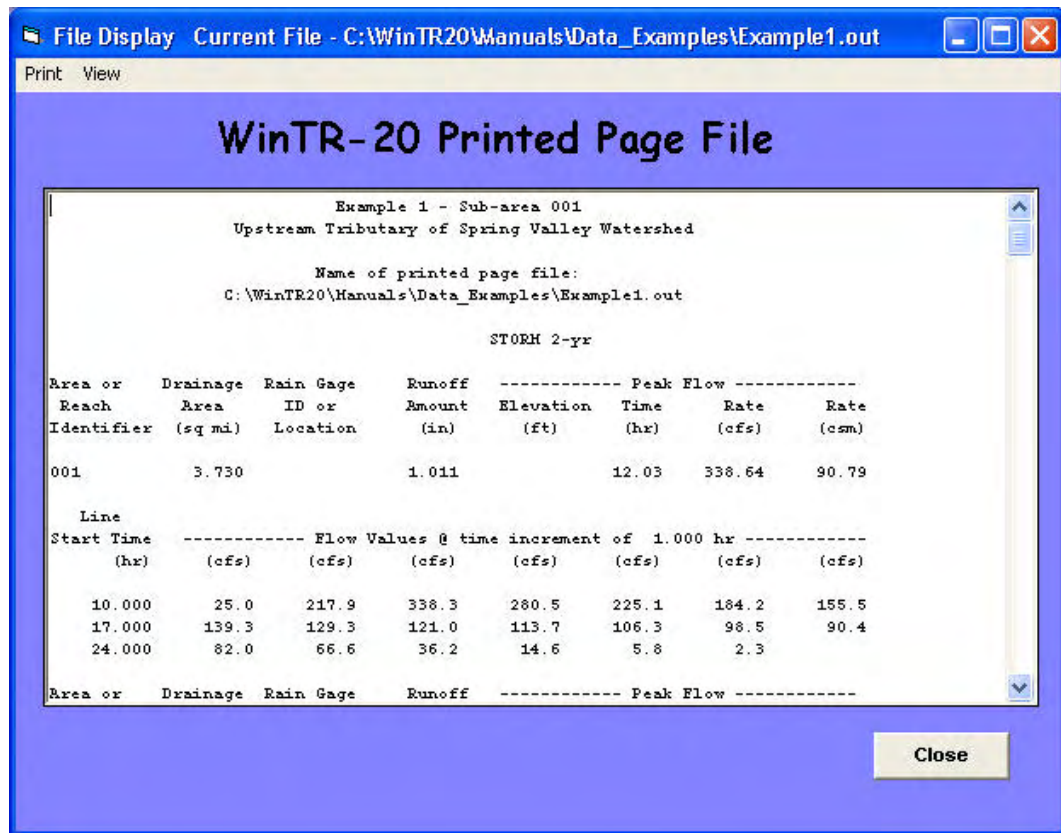 File Display Current File - C:\WinTR20\Manuals\Data_Examples\Example1.out
Print View
WinTR-20 Printed Page File
Example 1 - Sub-area 001
Upstream Tributary of Spring Valley Watershed
Name of printed page file:
C:\WinTR20\Manuals\Data_Examples\Example1.out
STORM 2-yr
Area or Drainage Rain Gage Runoff ------------ Peak Flow ------------
Reach Area ID or Amount Elevation Time Rate Rate
Identifier (sq mi) Location (in) (ft) (hr) (cfs) (csm)
001 3.730 1.011 12.03 338.64 90.79
Line
Start Time ------------ Flow Values @ time increment of 1.000 hr ------------
(hr) (cfs) (cfs) (cfs) (cfs) (cfs) (cfs) (cfs)
10.000 25.0 217.9 338.3 280.5 225.1 184.2 155.5
17.000 139.3 129.3 121.0 113.7 106.3 98.5 90.4
24.000 82.0 66.6 36.2 14.6 5.8 2.3
Area or Drainage Rain Gage Runoff ------------ Peak Flow ------------
Close